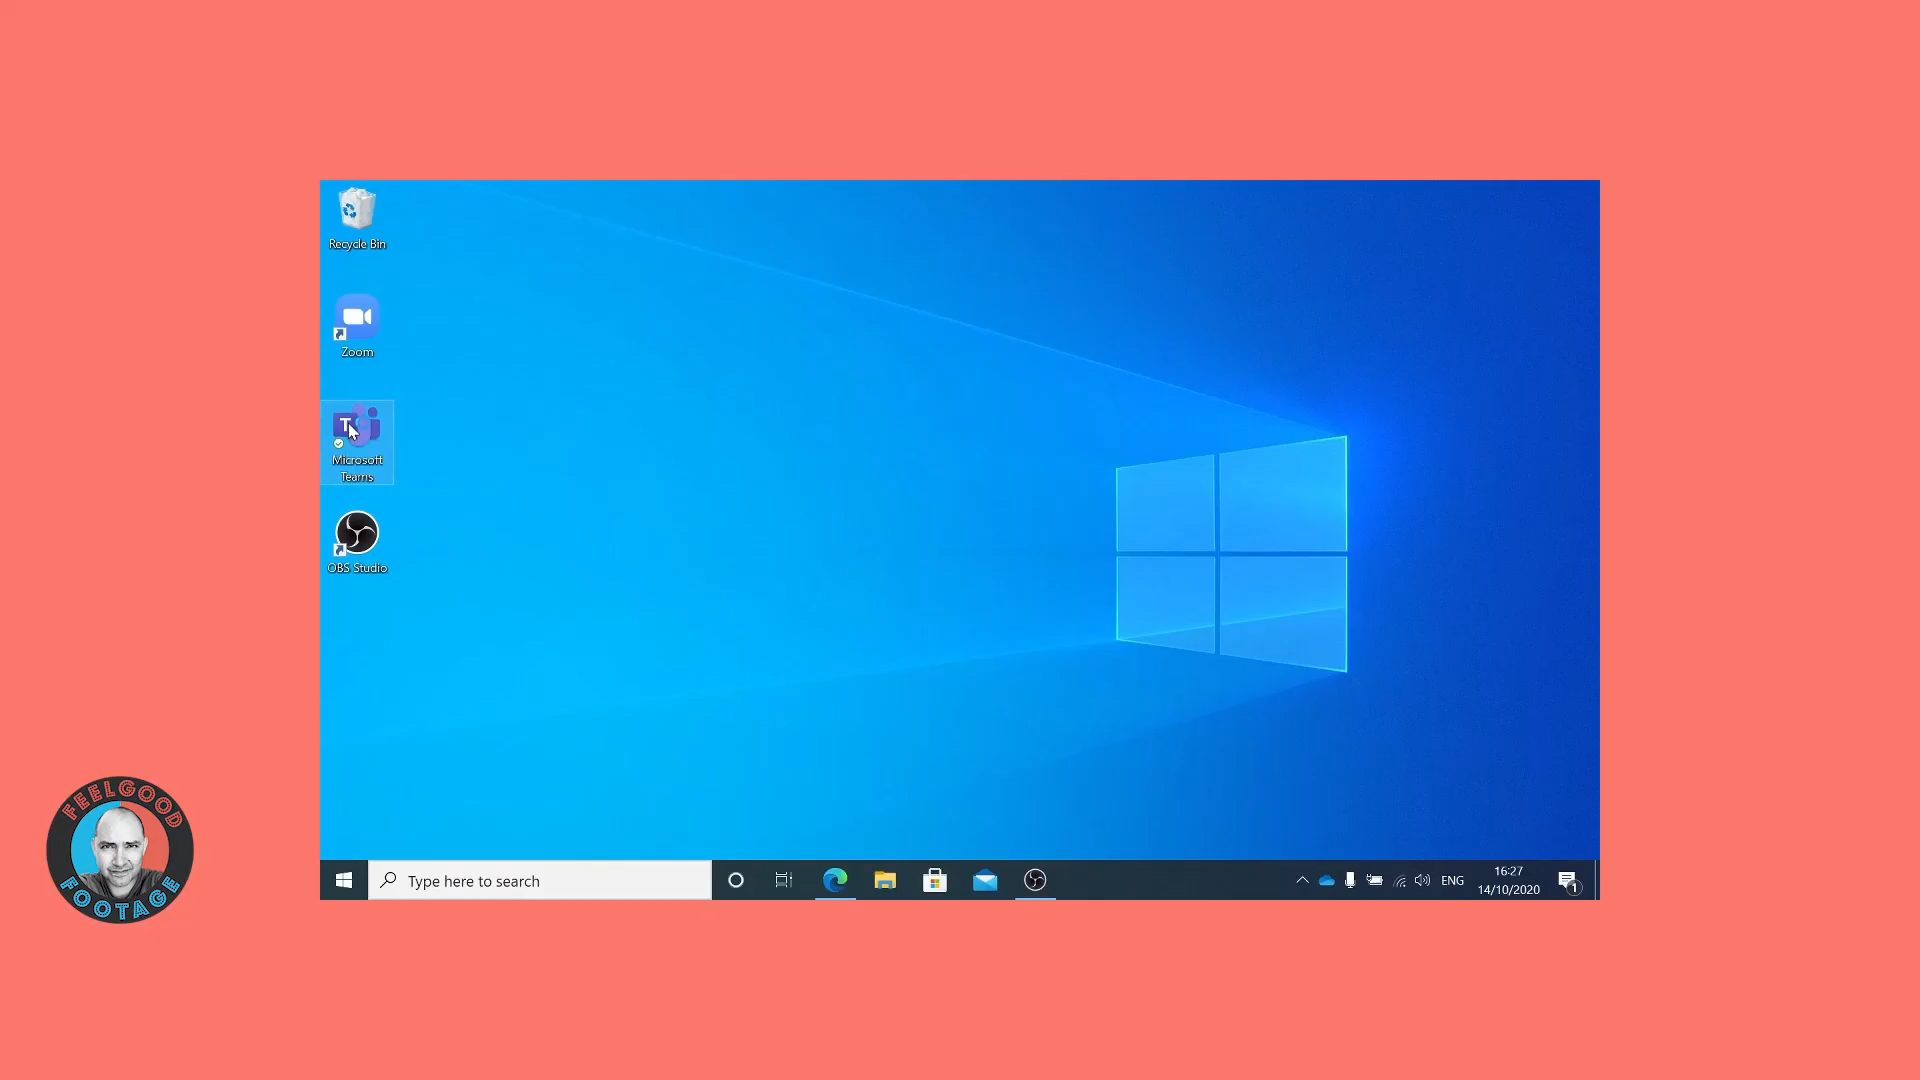 Recycle Bin
Zoom
T
Microsoft
Teams
OBS Studio
FEELGOOD
FOOTAGE
Type here to search
ENG
16:27
14/10/2020
1